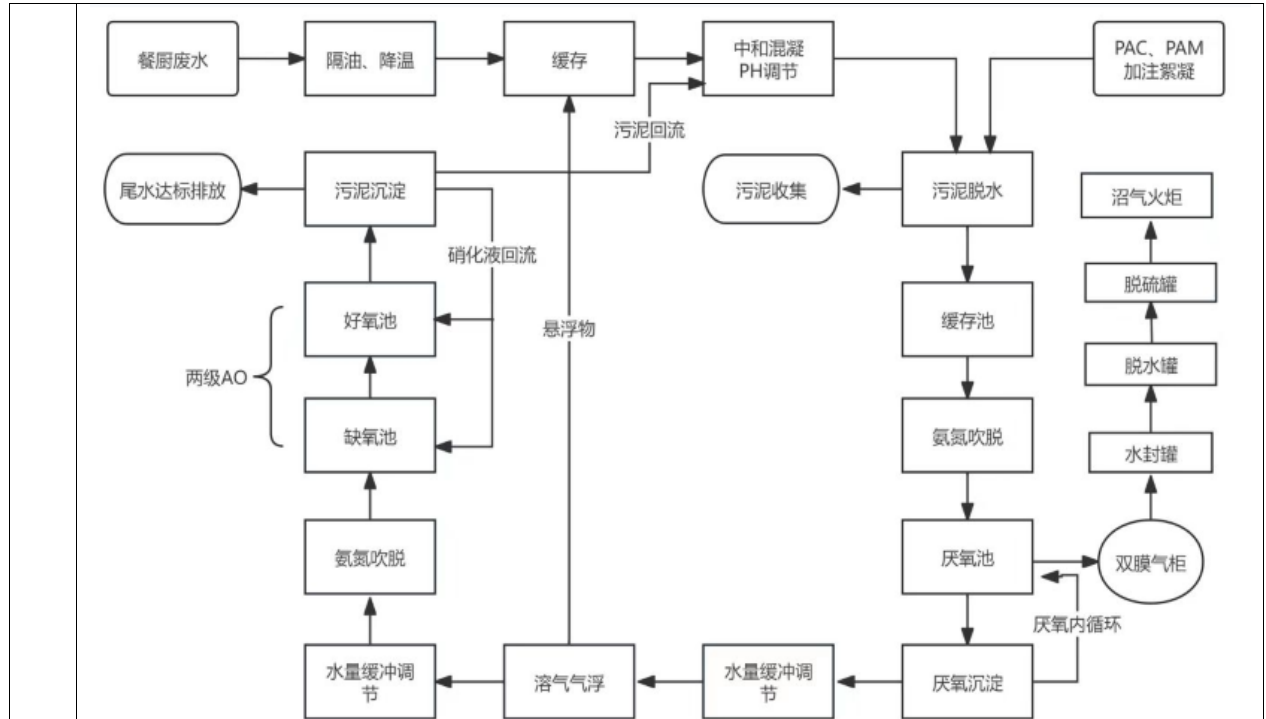 餐厨废水
隔油、降温
缓存
中和混凝
PH调节
PAC、PAM
加注絮凝
污泥回流
尾水达标排放
污泥沉淀
污泥收集
污泥脱水
沼气火炬
硝化液回流
脱硫罐
好氧池
悬浮物
缓存池
两级AO
脱水罐
缺氧池
氨氮吹脱
水封罐
氨氮吹脱
厌氧池
双膜气柜
厌氧内循环
水量缓冲调
节
溶气气浮
水量缓冲调
节
厌氧沉淀